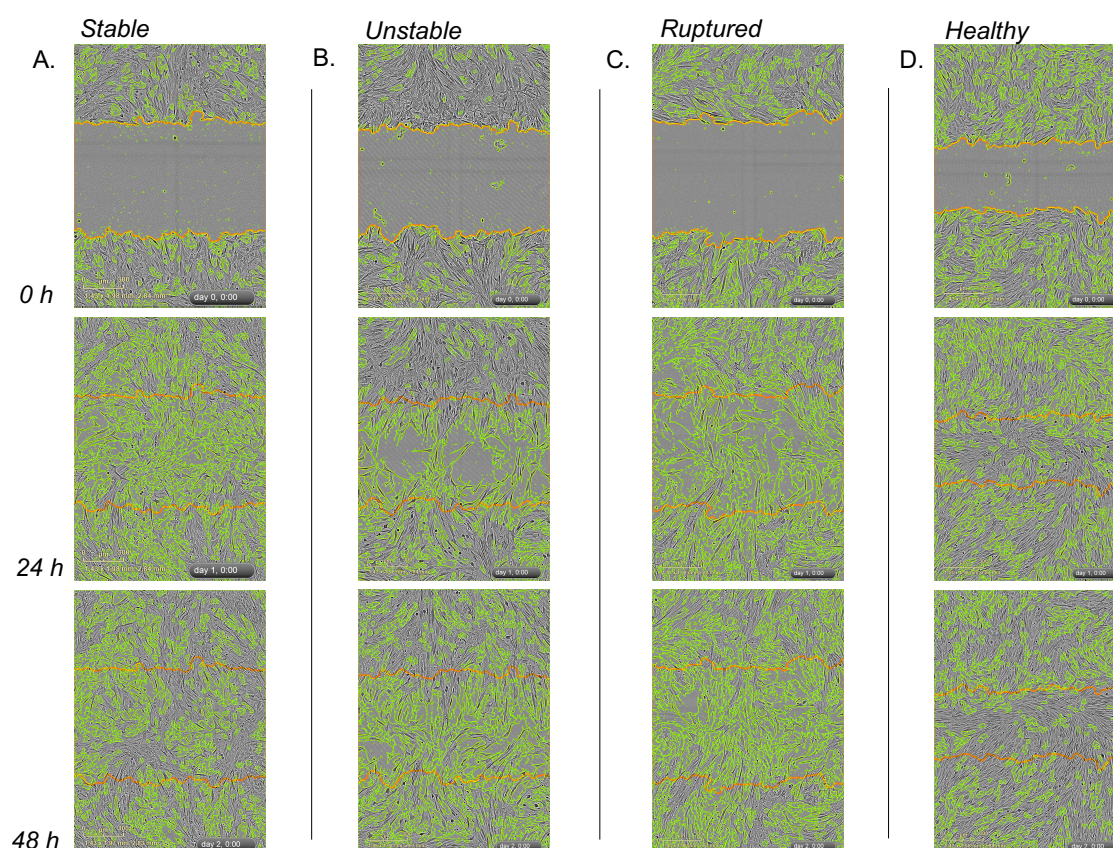 Stable
Unstable
Ruptured
Healthy
A.
B.
C.
D.
0 h
day 0, 0:00
day 0, 0:00
day 0, 0:00
day 0, 0:00
24 h
day 1, 0:00
day 1, 0:00
day 1, 0:00
day 1, 0:00
48 h
day 2, 0:00
day 2, 0:00
day 2, 0:00
day 2, 0:00